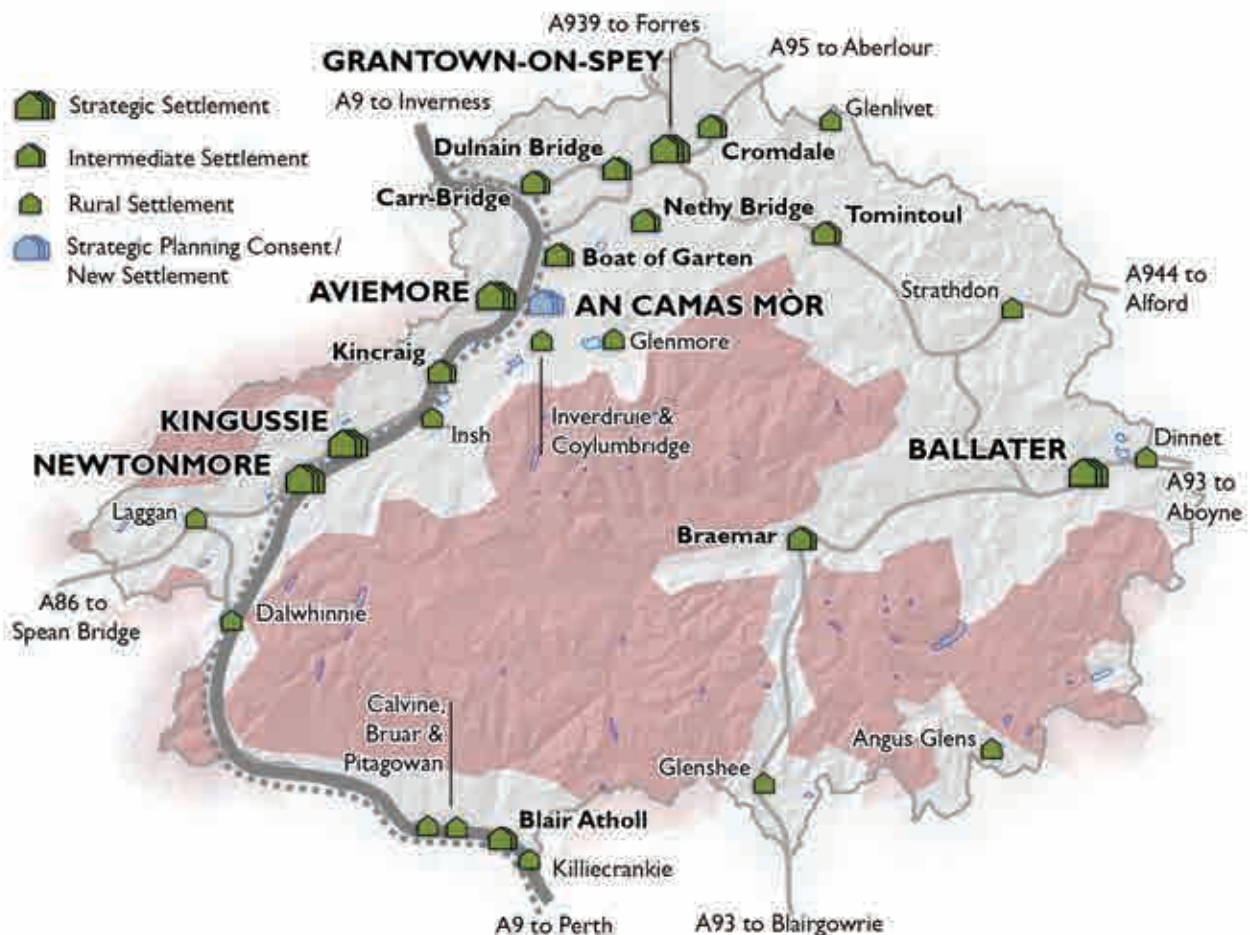 A939 to Forres
GRANTOWN-ON-SPEY
A95 to Aberlour
Strategic Settlement
A9 to Inverness
Glenlivet
Intermediate Settlement
Dulnain Bridge
Cromdale
Rural Settlement
Carr-Bridge
Nethy Bridge
Tomintoul
Strategic Planning Consent /
New Settlement
Boat of Garten
A944 to
Alford
AVIEMORE
AN CAMAS MÒR
Strathdon
Glenmore
Kincraig
KINGUSSIE
Insh
Inverdruie &
Coylumbridge
Dinnet
BALLATER
NEWTONMORE
A93 to
Aboyne
Laggan
Braemar
A86 to
Spean Bridge
Dalwhinnie
Calvine,
Bruar &
Pitagowan
Angus Glens
Glenshee
Blair Atholl
Killiecrankie
A9 to Perth
A93 to Blairgowrie